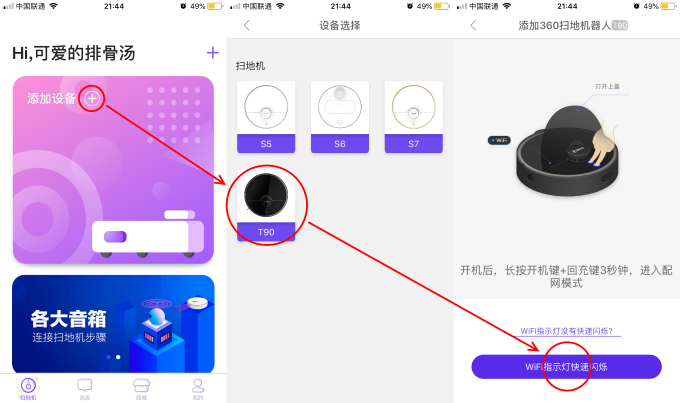 中国联通
21:44
49%
Hi,可爱的排骨汤
添加设备
各大音箱
连接扫地机步骤
扫地机
消息
商城
我的
中国联通
21:44
49%
设备选择
扫地机
S5
S6
S7
T90
中国联通
21:44
49%
添加360扫地机器人T90
打开上盖
WiFi
开机后，长按开机键+回充键3秒钟，进入配网模式
WiFi指示灯没有快速闪烁?
WiFi指示灯快速闪烁